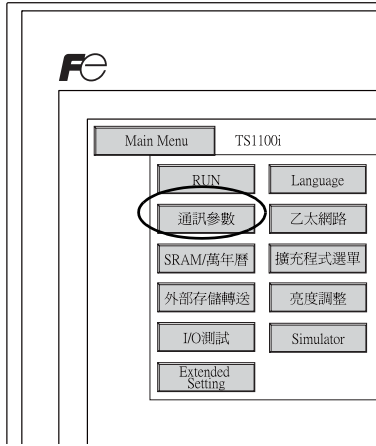 Fe
Main Menu TS1100i
RUN Language
通訊參數 乙太網路
SRAM/萬年曆 擴充程式選單
外部存儲轉送 亮度調整
I/O測試 Simulator
Extended
Setting